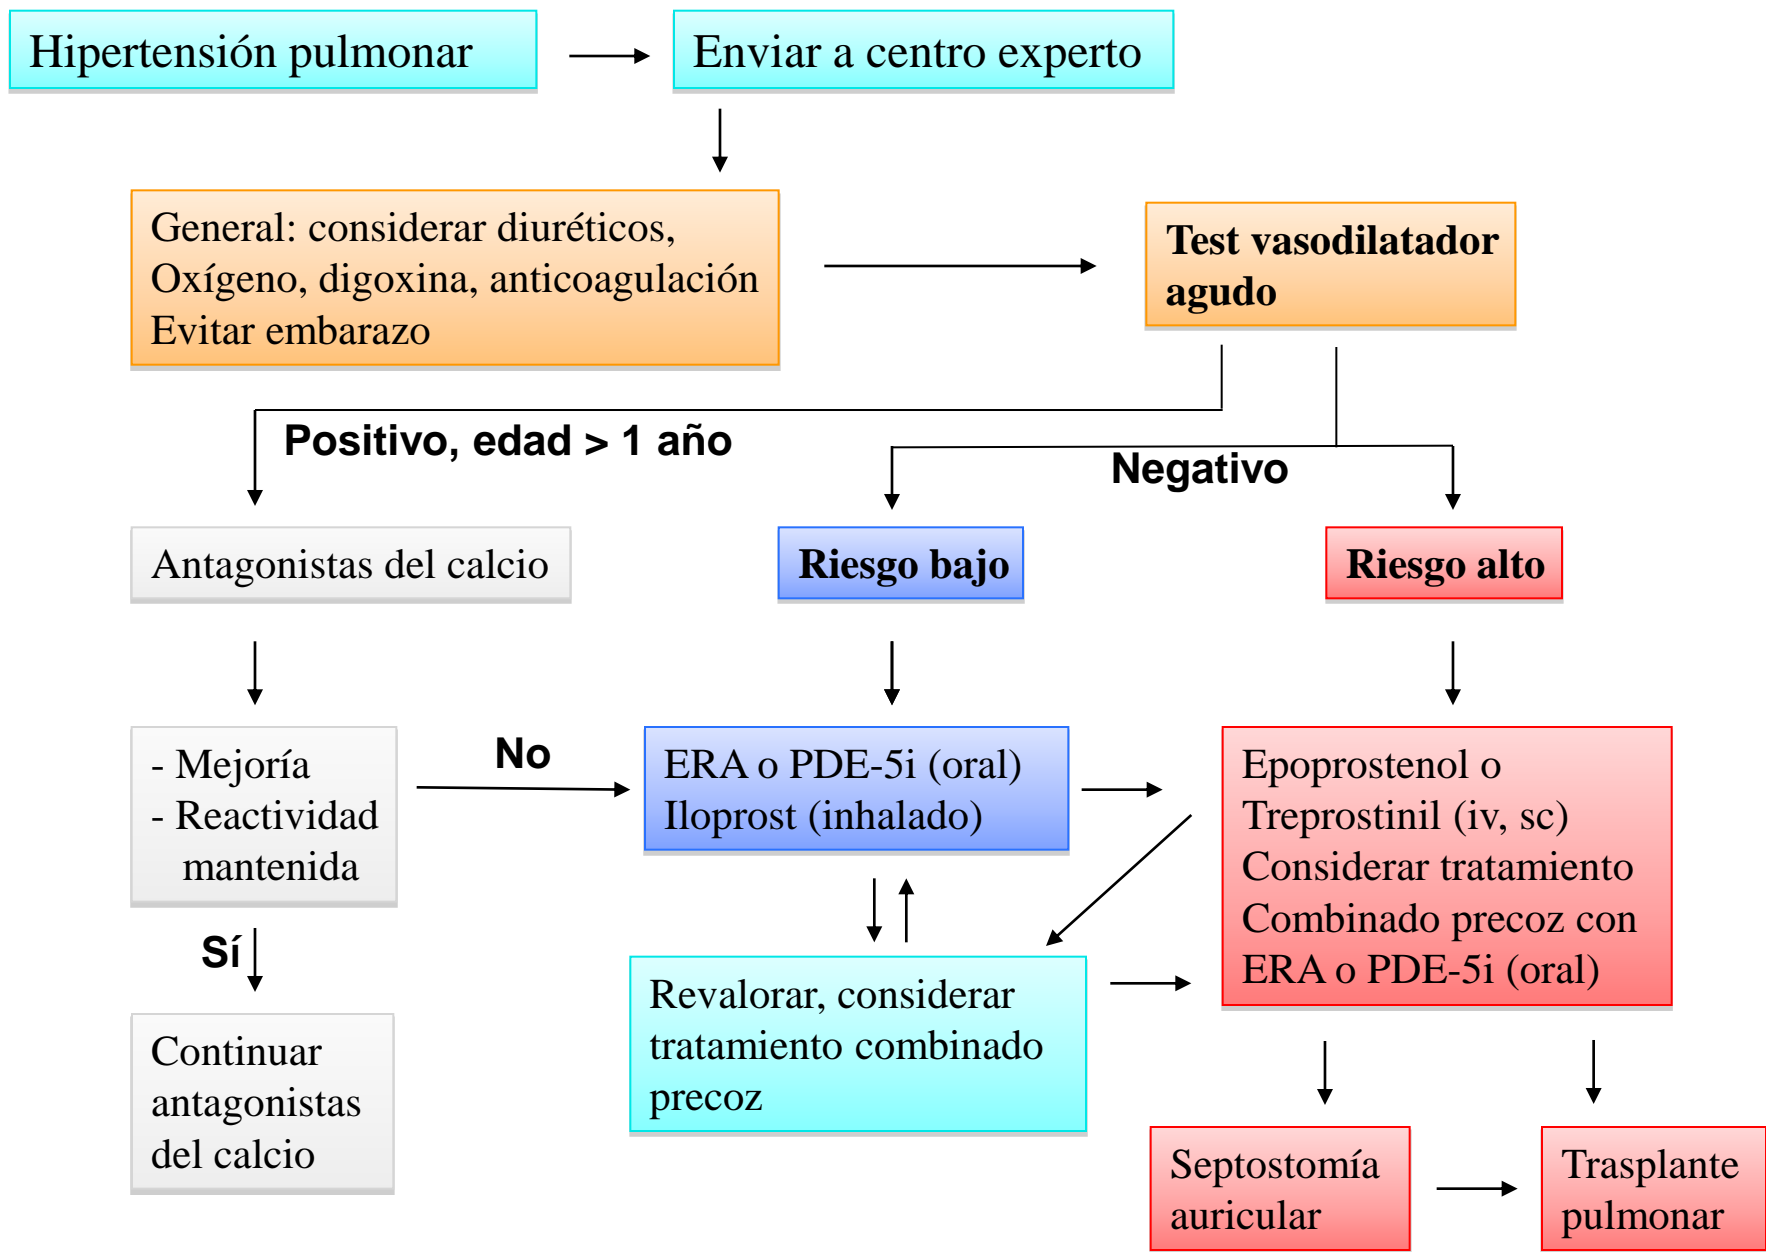 Hipertensión pulmonar
Enviar a centro experto
General: considerar diuréticos,
Oxígeno, digoxina, anticoagulación
Evitar embarazo
Test vasodilatador
agudo
Positivo, edad > 1 año
Negativo
Antagonistas del calcio
Riesgo bajo
Riesgo alto
- Mejoría
- Reactividad
mantenida
No
ERA o PDE-5i (oral)
Iloprost (inhalado)
Epoprostenol o
Treprostinil (iv, sc)
Considerar tratamiento
Combinado precoz con
ERA o PDE-5i (oral)
Sí
Continuar
antagonistas
del calcio
Revalorar, considerar
tratamiento combinado
precoz
Septostomía
auricular
Trasplante
pulmonar